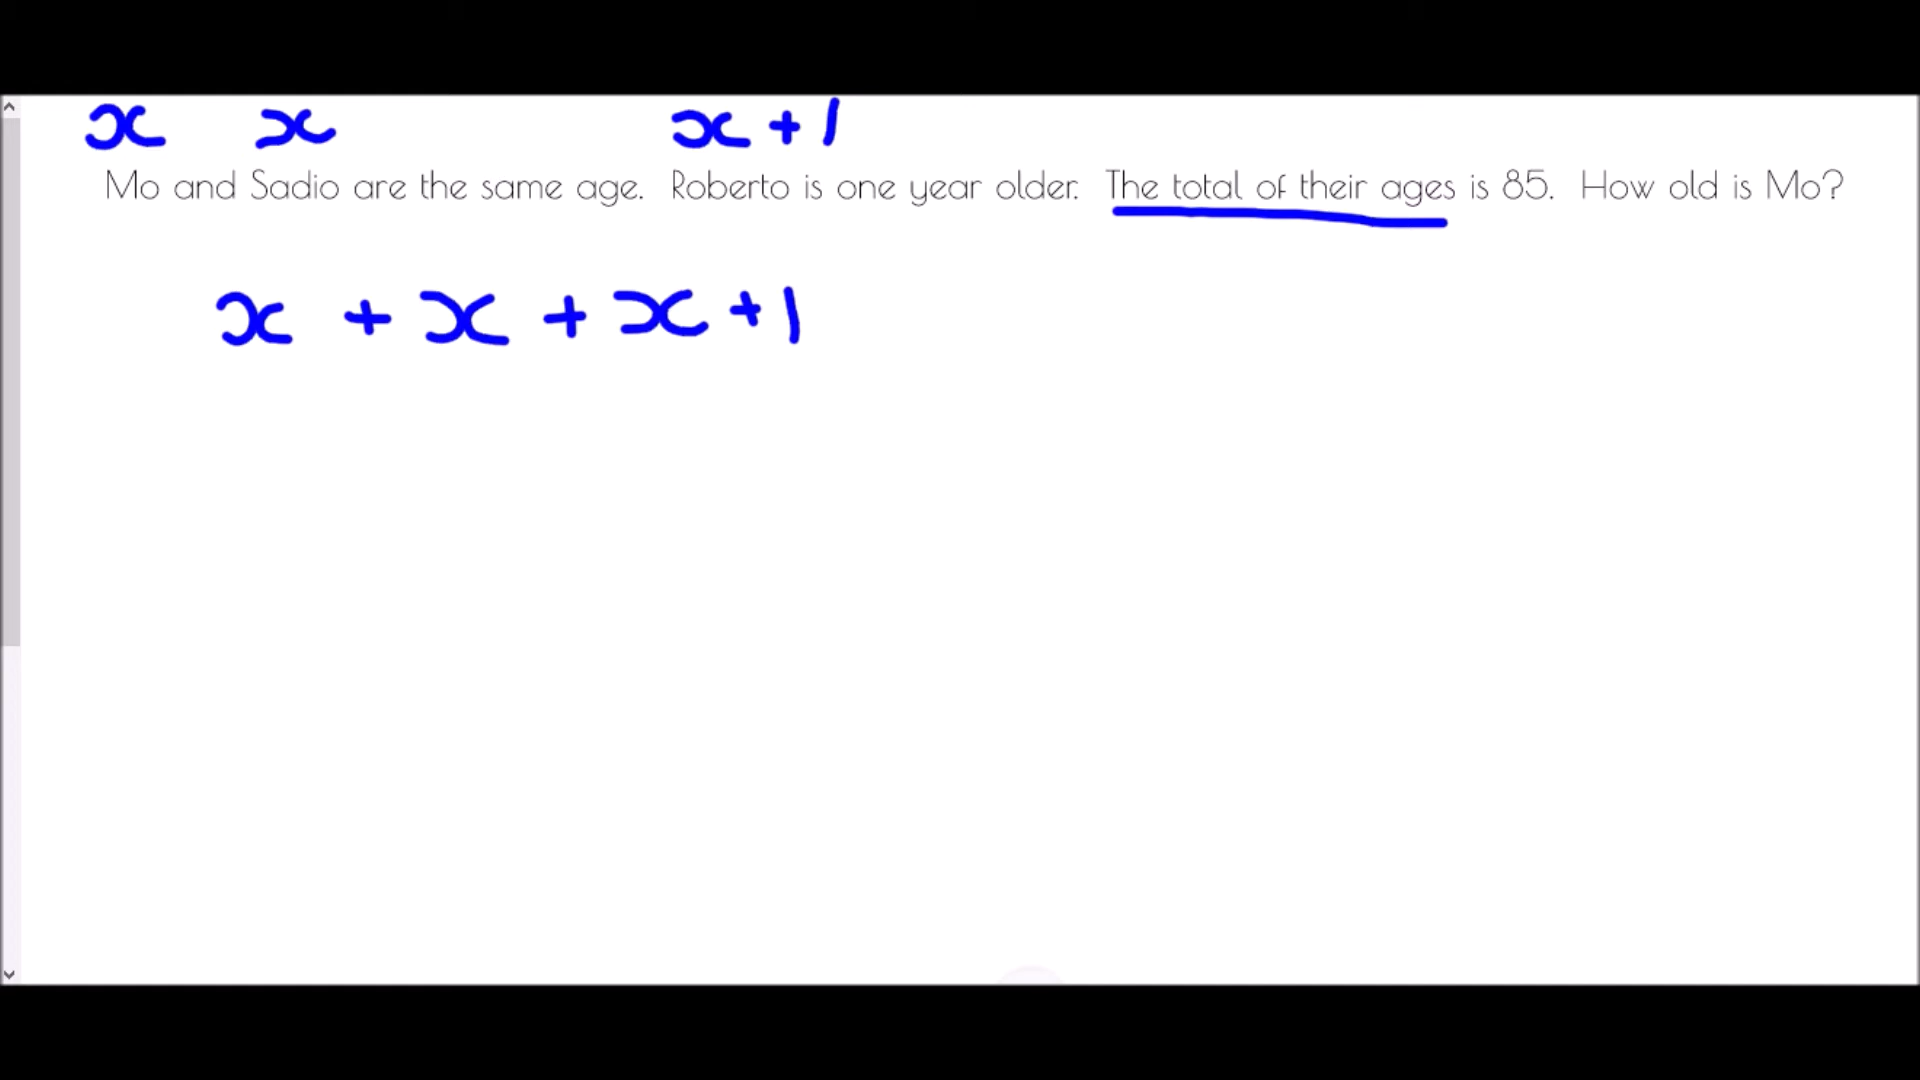 x x x + 1
Mo and Sadio are the same age. Roberto is one year older. The total of their ages is 85. How old is Mo?
x + x + x + 1